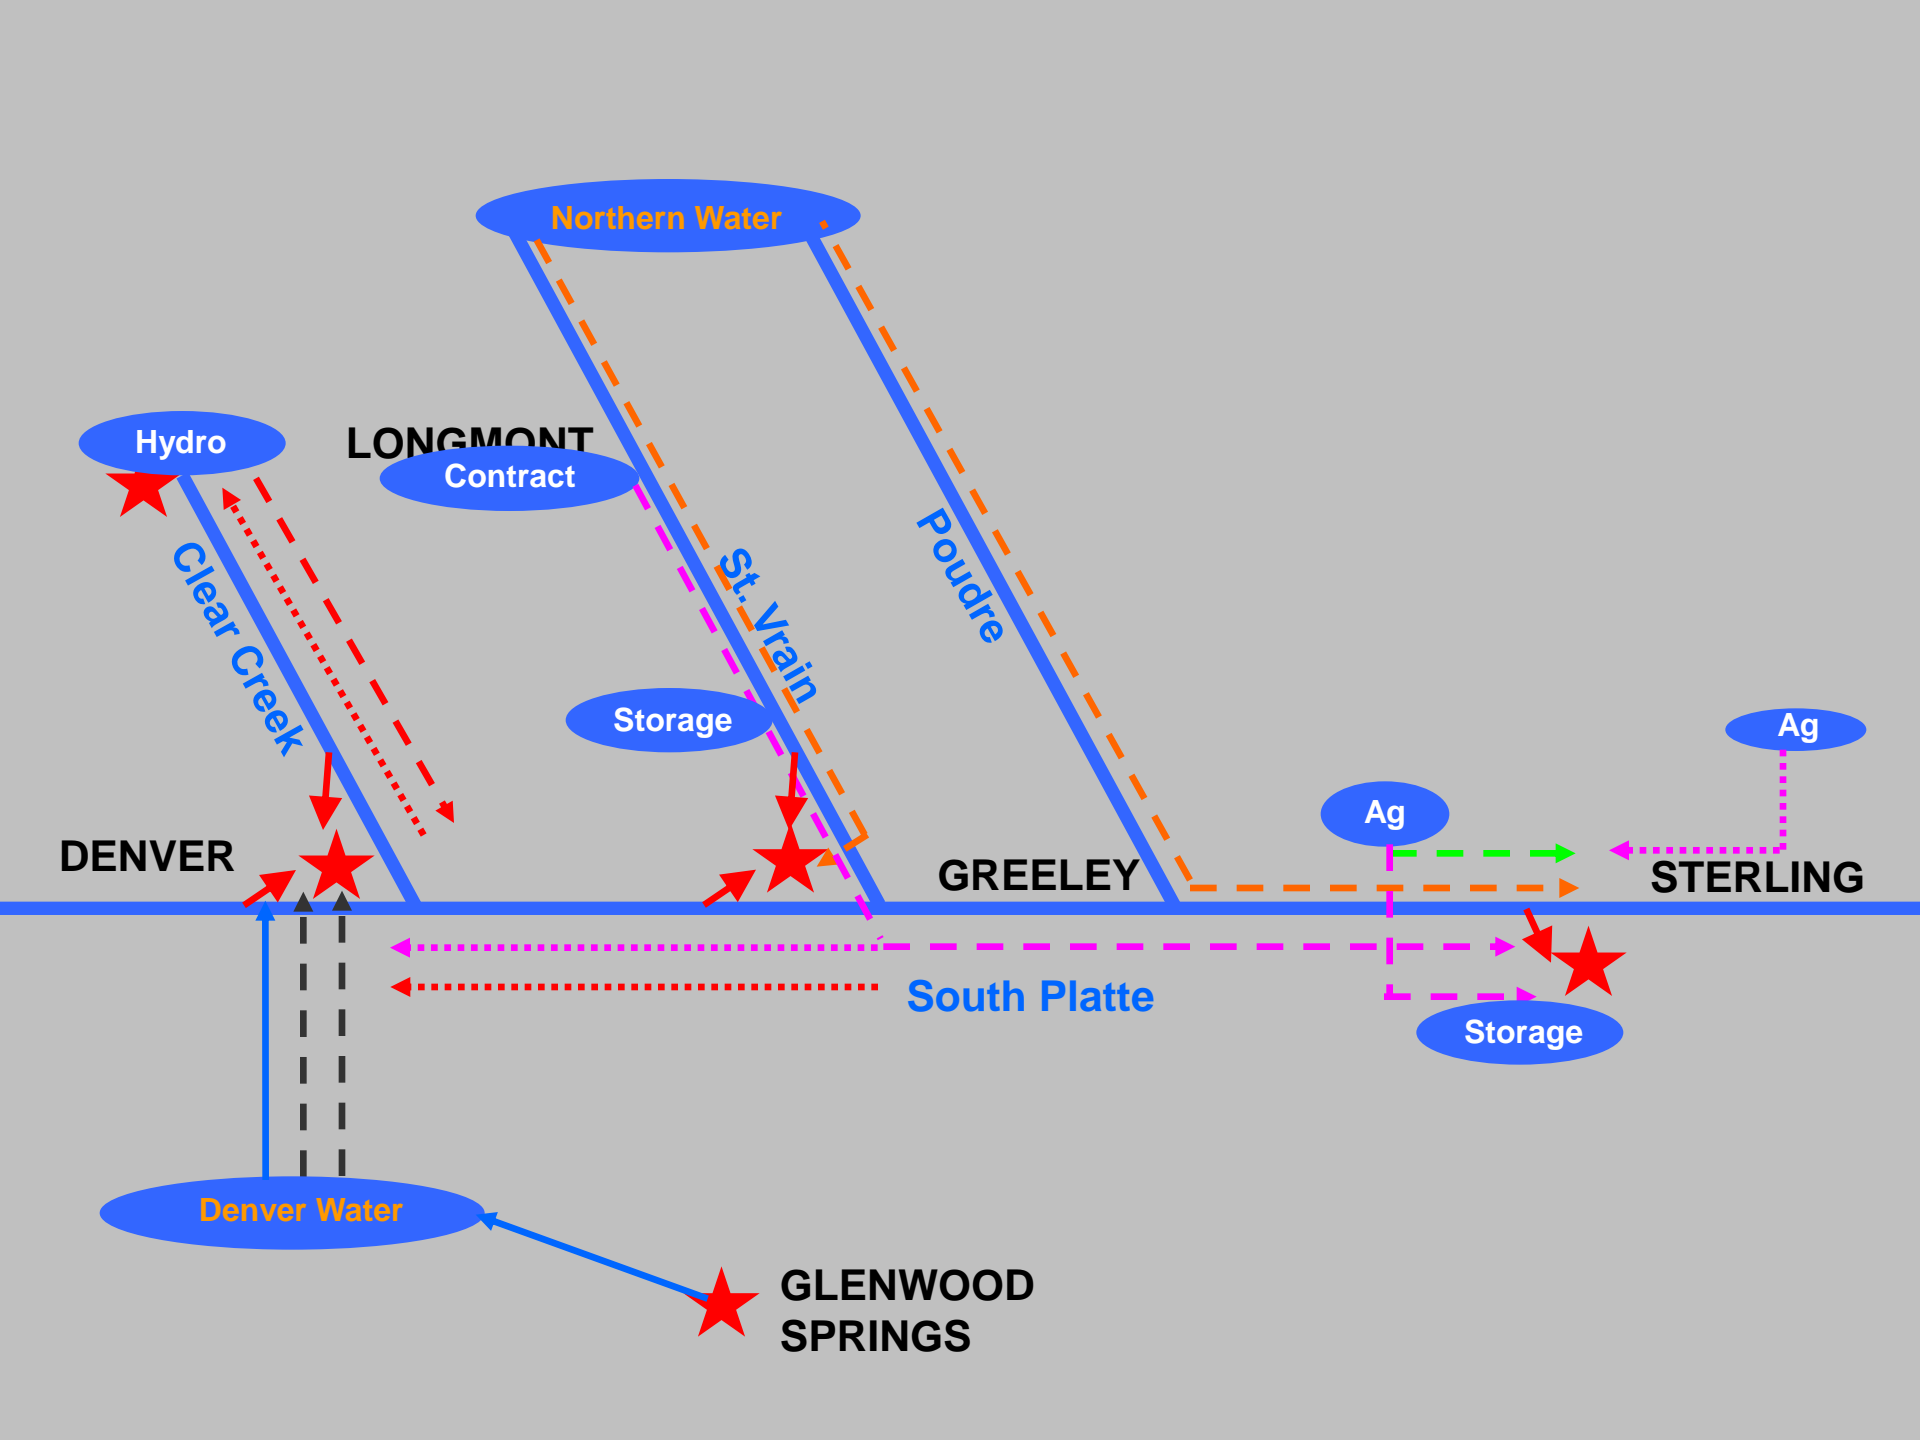 Northern Water
Hydro
LONGMONT
Contract
Clear Creek
St. Vrain
Poudre
Storage
Ag
Ag
DENVER
GREELEY
STERLING
South Platte
Storage
Denver Water
GLENWOOD
SPRINGS